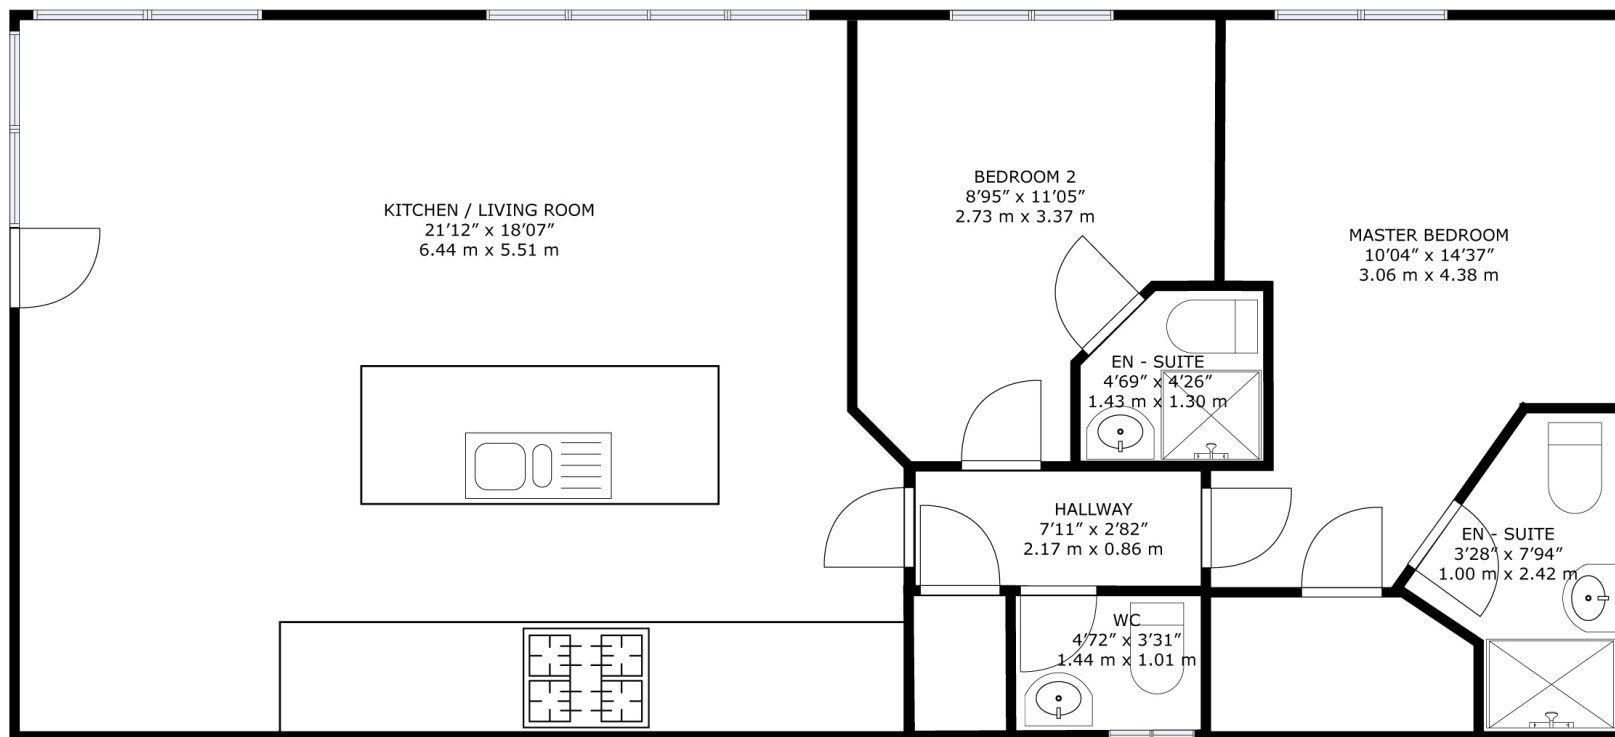 KITCHEN / LIVING ROOM
21’12” x 18’07”
6.44 m x 5.51 m
BEDROOM 2
8’95” x 11’05”
2.73 m x 3.37 m
MASTER BEDROOM
10’04” x 14’37”
3.06 m x 4.38 m
EN - SUITE
4’69” x 4’26”
1.43 m x 1.30 m
HALLWAY
7’11” x 2’82”
2.17 m x 0.86 m
EN - SUITE
3’28” x 7’94”
1.00 m x 2.42 m
WC
4’72” x 3’31”
1.44 m x 1.01 m